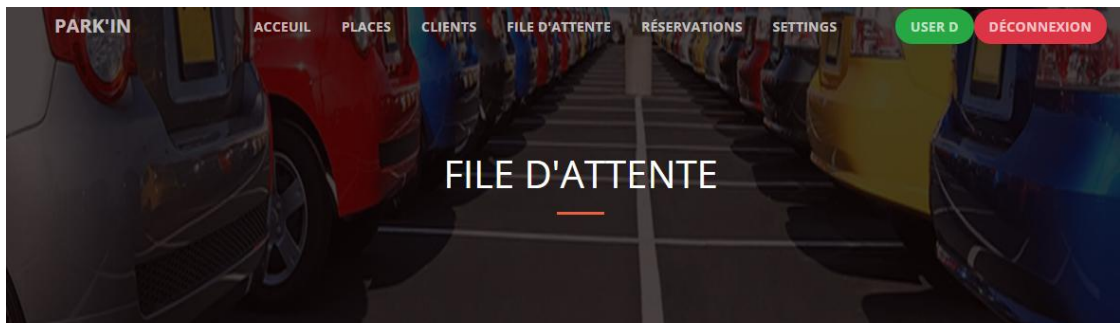 PARK'IN ACCEUIL PLACES CLIENTS FILE D'ATTENTE RÉSERVATIONS SETTINGS USER D DÉCONNEXION
FILE D'ATTENTE